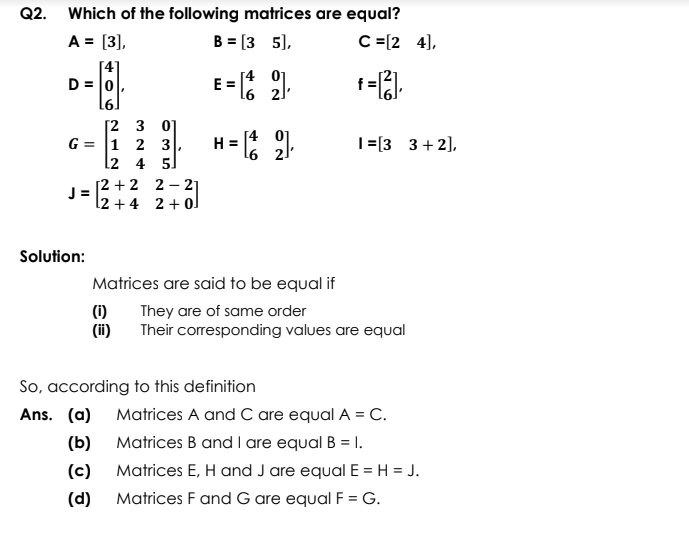 Q2. Which of the following matrices are equal?
A = [3], B = [3 5], C =[2 4],
D = [4 0 6], E = [4 0 6 2], f =[2 6],
G = [2 3 0 1 2 3 2 4 5], H = [4 0 6 2], I =[3 3 + 2],
J = [2 + 2 2 − 2 2 + 4 2 + 0]
Solution:
Matrices are said to be equal if
(i) They are of same order
(ii) Their corresponding values are equal
So, according to this definition
Ans. (a) Matrices A and C are equal A = C.
(b) Matrices B and I are equal B = I.
(c) Matrices E, H and J are equal E = H = J.
(d) Matrices F and G are equal F = G.